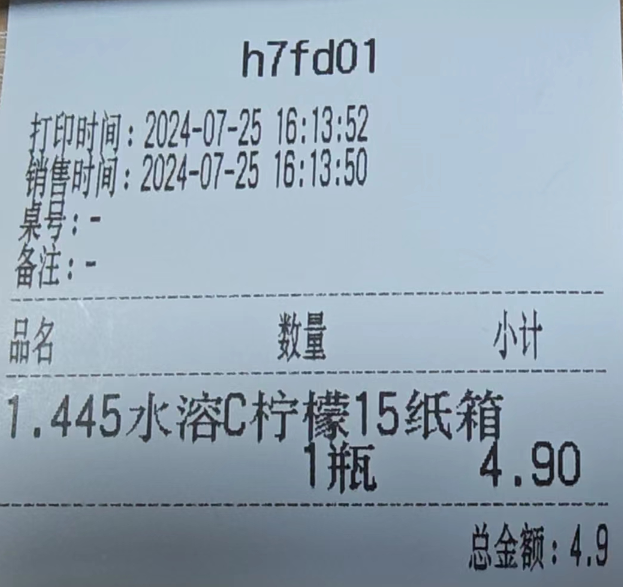 h7fd01
打印时间：2024-07-25 16:13:52
销售时间：2024-07-25 16:13:50
桌号：-
备注：-
品名 数量 小计
1.445水溶C柠檬15纸箱
1瓶 4.90
总金额：4.9